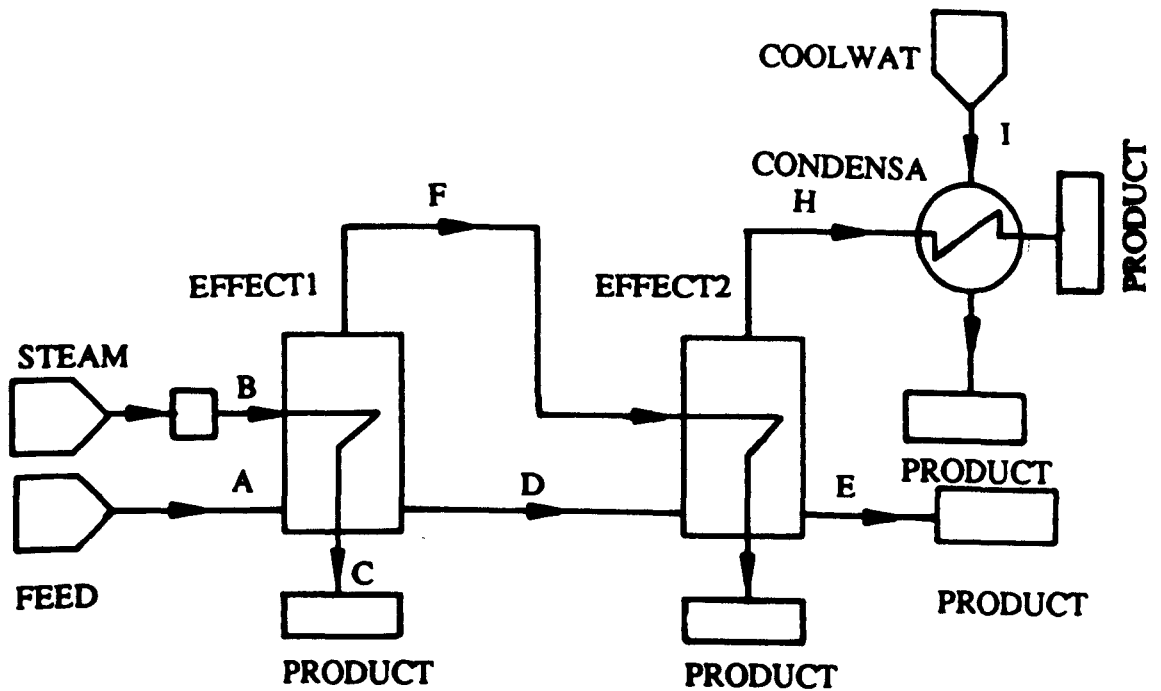 COOLWAT
I
CONDENSA
PRODUCT
F
H
EFFECT1
EFFECT2
STEAM
B
A
D
E
PRODUCT
C
FEED
PRODUCT
PRODUCT
PRODUCT